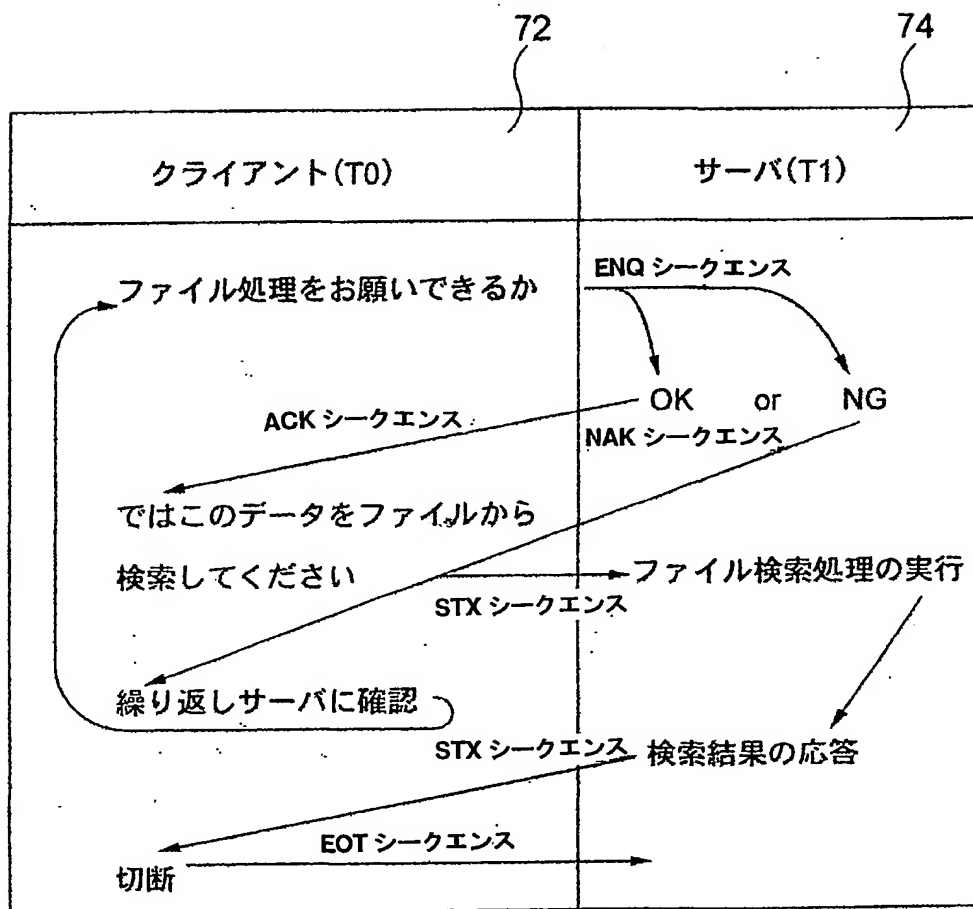 72
74
クライアント(T0)
サーバ(T1)
ファイル処理をお願いできるか
ENQ シークエンス
OK or NG
ACK シークエンス
NAK シークエンス
ではこのデータをファイルから
検索してください
ファイル検索処理の実行
STX シークエンス
繰り返しサーバに確認
STX シークエンス
検索結果の応答
EOT シークエンス
切断